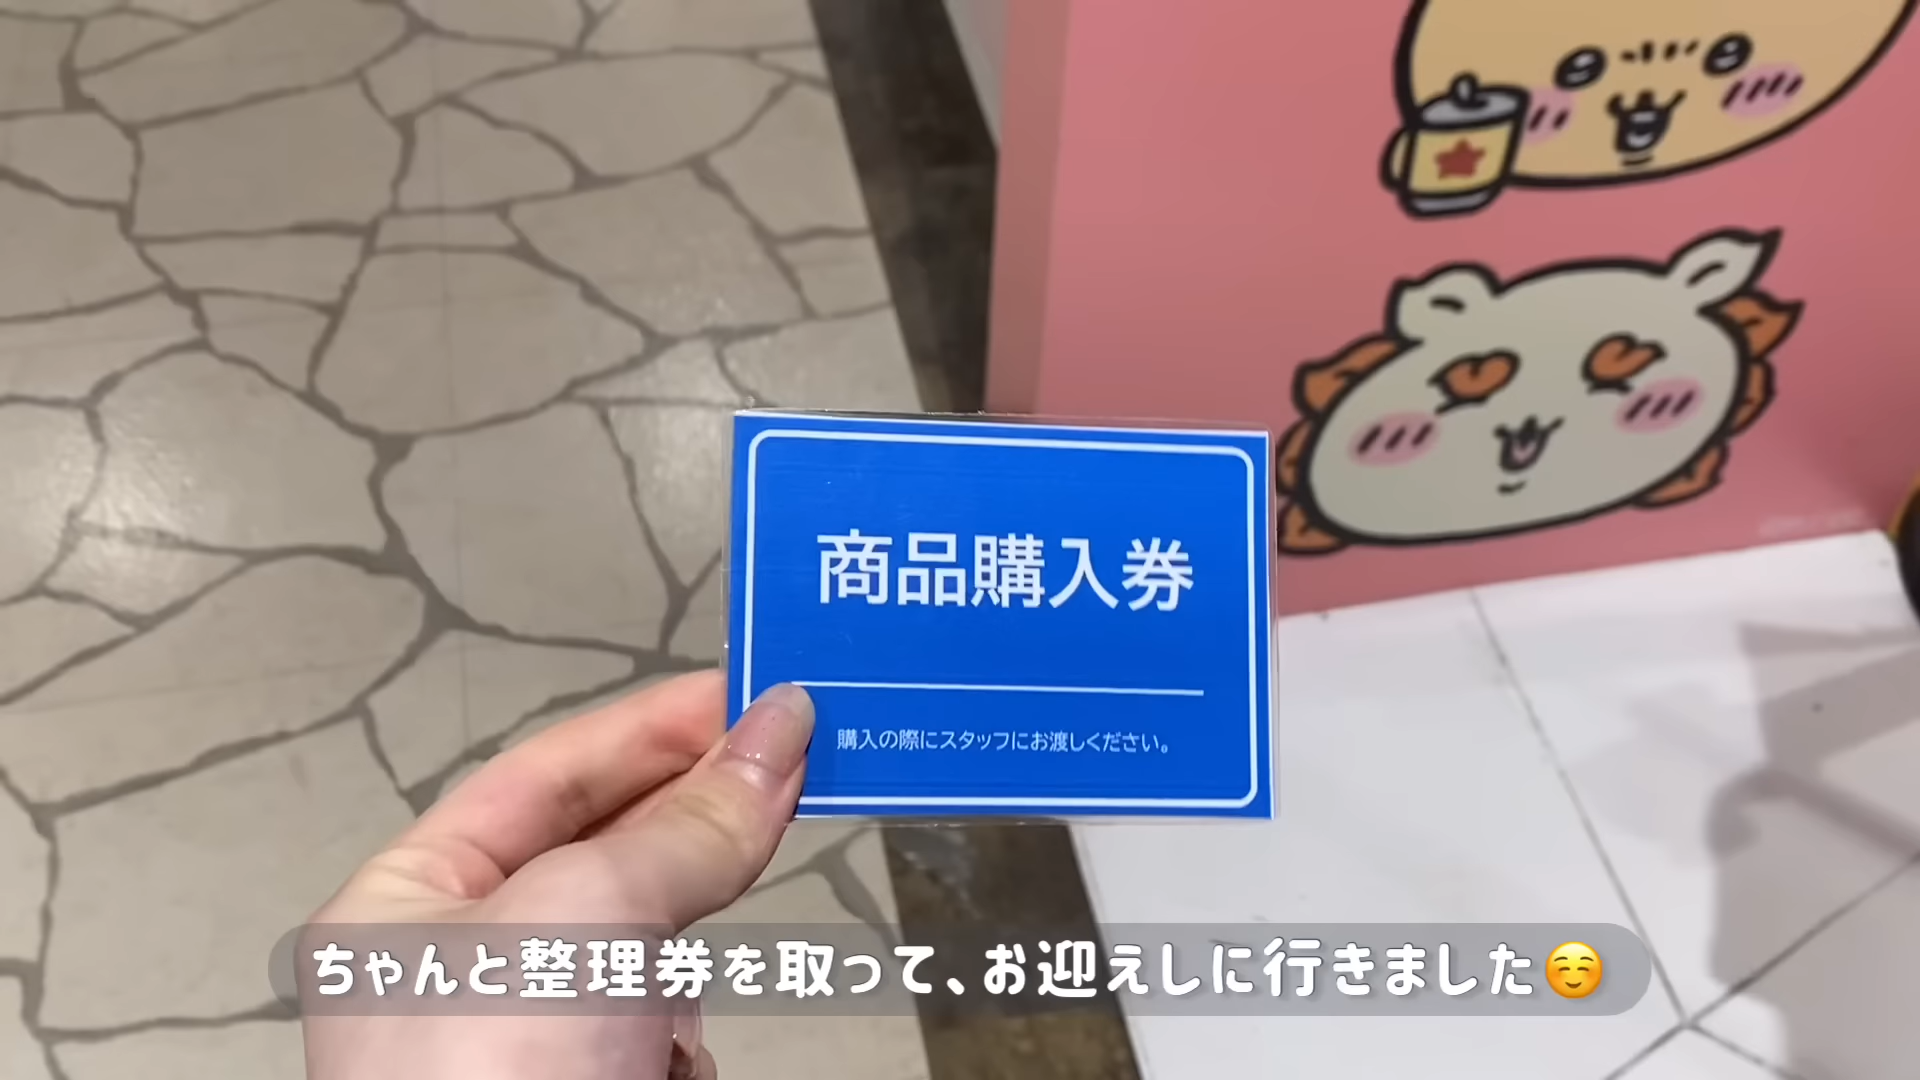 商品購入券
購入の際にスタッフにお渡しください。
ちゃんと整理券を取って、お迎えしに行きました☺️